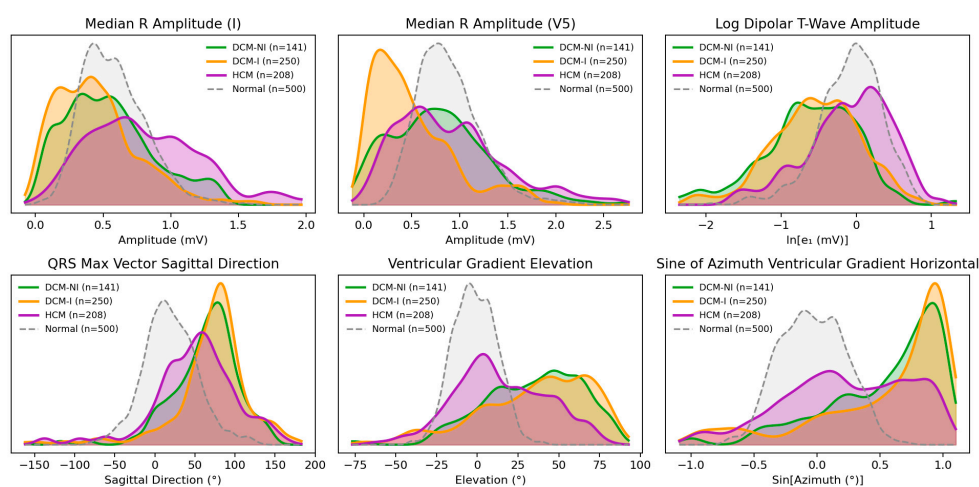 Median R Amplitude (I)
DCM-NI (n=141)
DCM-I (n=250)
HCM (n=208)
Normal (n=500)
0.0 0.5 1.0 1.5 2.0
Amplitude (mV)
Median R Amplitude (V5)
DCM-NI (n=141)
DCM-I (n=250)
HCM (n=208)
Normal (n=500)
0.0 0.5 1.0 1.5 2.0 2.5
Amplitude (mV)
Log Dipolar T-Wave Amplitude
DCM-NI (n=141)
DCM-I (n=250)
HCM (n=208)
Normal (n=500)
−2 −1 0 1
ln[e₁ (mV)]
QRS Max Vector Sagittal Direction
DCM-NI (n=141)
DCM-I (n=250)
HCM (n=208)
Normal (n=500)
−150 −100 −50 0 50 100 150 200
Sagittal Direction (°)
Ventricular Gradient Elevation
DCM-NI (n=141)
DCM-I (n=250)
HCM (n=208)
Normal (n=500)
−75 −50 −25 0 25 50 75 100
Elevation (°)
Sine of Azimuth Ventricular Gradient Horizontal
DCM-NI (n=141)
DCM-I (n=250)
HCM (n=208)
Normal (n=500)
−1.0 −0.5 0.0 0.5 1.0
Sin[Azimuth (°)]